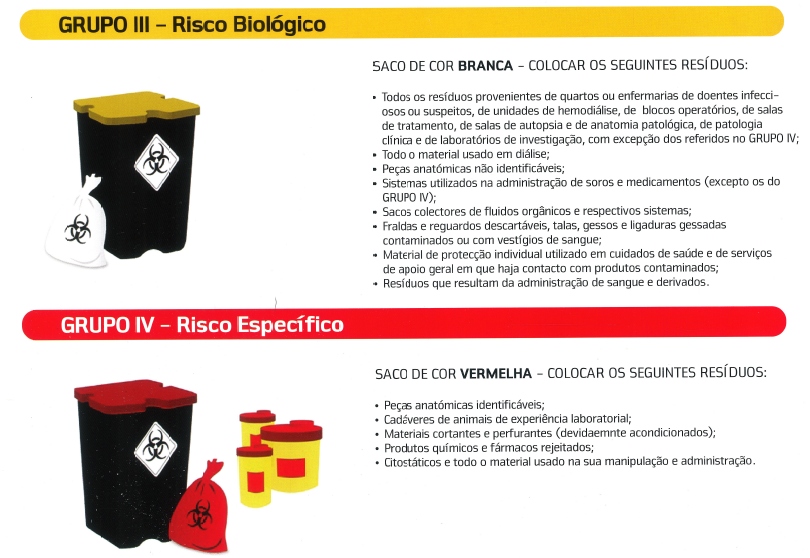 GRUPO III – Risco Biológico
SACO DE COR BRANCA – COLOCAR OS SEGUINTES RESÍDUOS:
• Todos os resíduos provenientes de quartos ou enfermarias de doentes infecci-
osos ou suspeitos, de unidades de hemodiálise, de blocos operatórios, de salas
de tratamento, de salas de autopsia e de anatomia patológica, de patologia
clínica e de laboratórios de investigação, com excepção dos referidos no GRUPO IV;
• Todo o material usado em diálise;
• Peças anatómicas não identificáveis;
• Sistemas utilizados na administração de soros e medicamentos (excepto os do
GRUPO IV);
• Sacos colectores de fluidos orgânicos e respectivos sistemas;
• Fraldas e reguardos descartáveis, talas, gessos e ligaduras gessadas
contaminados ou com vestígios de sangue;
• Material de protecção individual utilizado em cuidados de saúde e de serviços
de apoio geral em que haja contacto com produtos contaminados;
• Resíduos que resultam da administração de sangue e derivados.
GRUPO IV – Risco Específico
SACO DE COR VERMELHA – COLOCAR OS SEGUINTES RESÍDUOS:
• Peças anatómicas identificáveis;
• Cadáveres de animais de experiência laboratorial;
• Materiais cortantes e perfurantes (devidaemnte acondicionados);
• Produtos químicos e fármacos rejeitados;
• Citostáticos e todo o material usado na sua manipulação e administração.